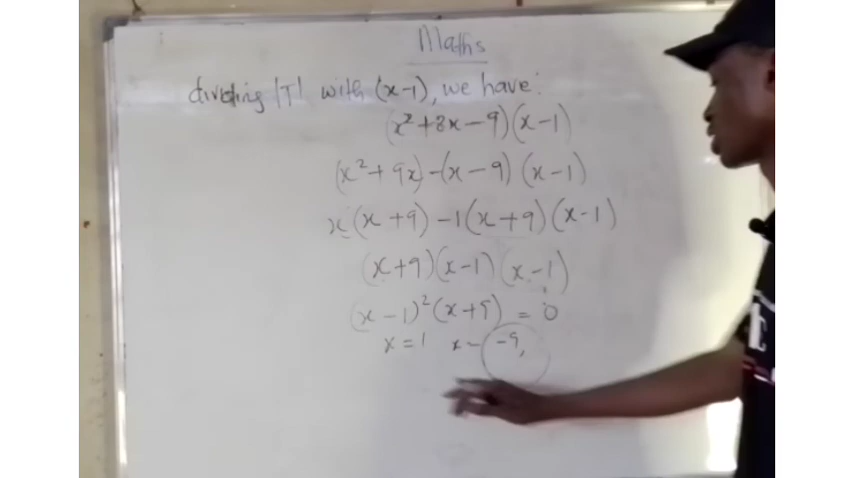 Maths
dividing |T| with (x-1), we have:
(x² + 8x - 9)(x - 1)
(x² + 9x) - (x - 9) (x - 1)
x(x + 9) - 1(x + 9)(x - 1)
(x + 9)(x - 1)(x - 1)
(x - 1)² (x + 9) = 0
x = 1 x = -9,